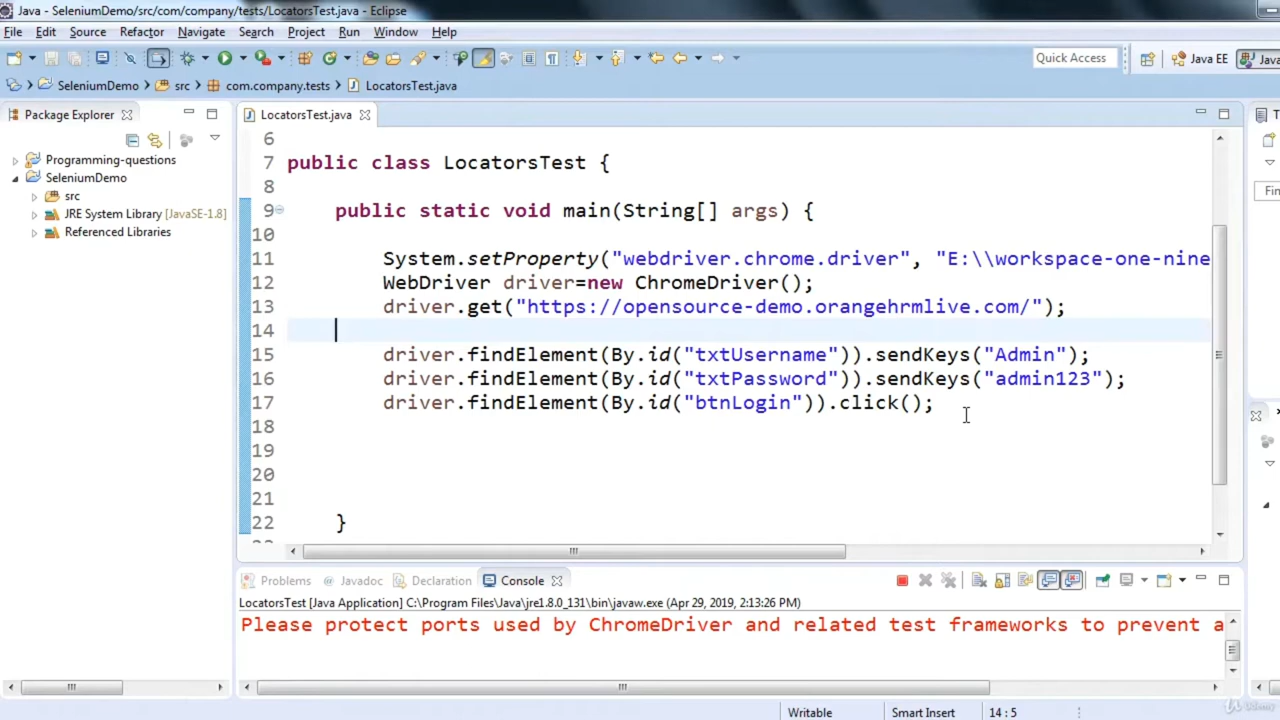 Java - SeleniumDemo/src/com/company/tests/LocatorsTest.java - Eclipse
File Edit Source Refactor Navigate Search Project Run Window Help
Quick Access
Java EE
Java
SeleniumDemo src com.company.tests LocatorsTest.java
Package Explorer
Programming-questions
SeleniumDemo
src
JRE System Library [JavaSE-1.8]
Referenced Libraries
LocatorsTest.java
6
7 public class LocatorsTest {
8
9 public static void main(String[] args) {
10
11 System.setProperty("webdriver.chrome.driver", "E:\\workspace-one-nine
12 WebDriver driver=new ChromeDriver();
13 driver.get("https://opensource-demo.orangehrmlive.com/");
14
15 driver.findElement(By.id("txtUsername")).sendKeys("Admin");
16 driver.findElement(By.id("txtPassword")).sendKeys("admin123");
17 driver.findElement(By.id("btnLogin")).click();
18
19
20
21
22 }
T
Fin
Problems @ Javadoc Declaration Console
LocatorsTest [Java Application] C:\Program Files\Java\jre1.8.0_131\bin\javaw.exe (Apr 29, 2019, 2:13:26 PM)
Please protect ports used by ChromeDriver and related test frameworks to prevent a
Writable Smart Insert 14 : 5
Udemy